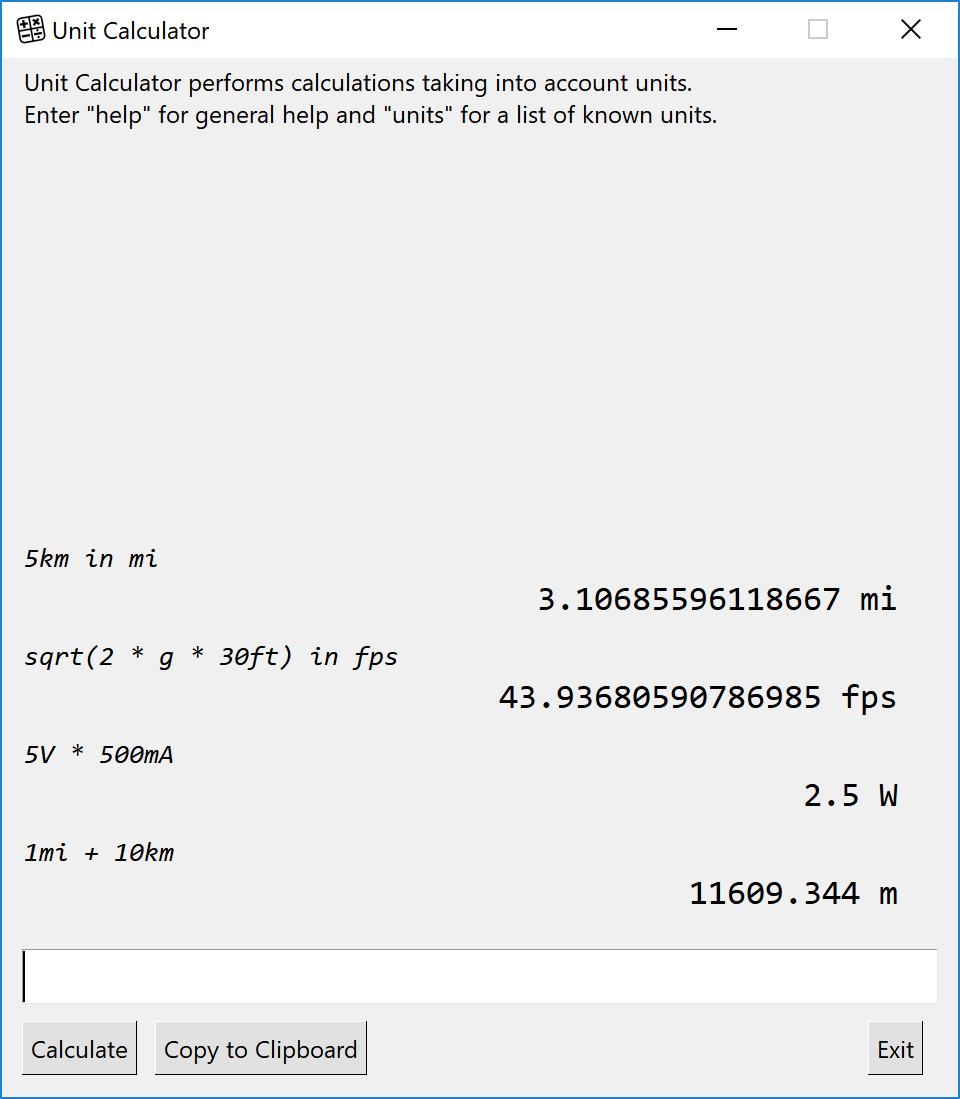 Unit Calculator
Unit Calculator performs calculations taking into account units.
Enter "help" for general help and "units" for a list of known units.
5km in mi
3.10685596118667 mi
sqrt(2 * g * 30ft) in fps
43.93680590786985 fps
5V * 500mA
2.5 W
1mi + 10km
11609.344 m
Calculate Copy to Clipboard Exit